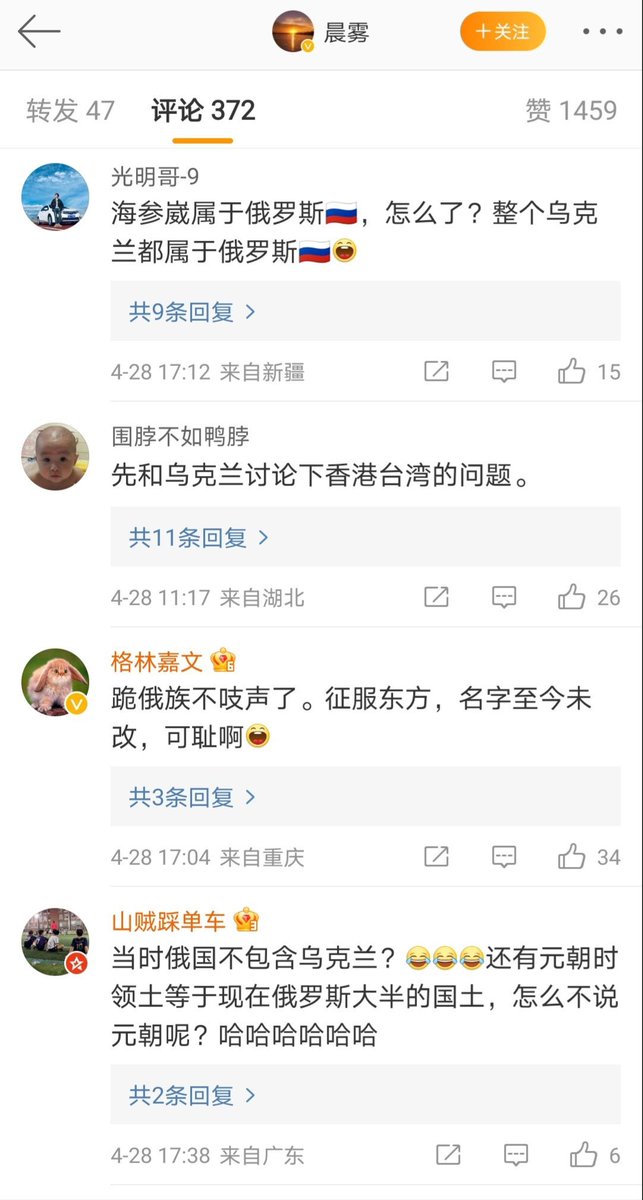 晨雾
+关注
转发 47
评论 372
赞 1459
光明哥-9
海参崴属于俄罗斯🇷🇺，怎么了？整个乌克
兰都属于俄罗斯🇷🇺😄
共9条回复 >
4-28 17:12 来自新疆
15
围脖不如鸭脖
先和乌克兰讨论下香港台湾的问题。
共11条回复 >
4-28 11:17 来自湖北
26
格林嘉文
跪俄族不吱声了。征服东方，名字至今未
改，可耻啊😄
共3条回复 >
4-28 17:04 来自重庆
34
山贼踩单车
当时俄国不包含乌克兰？😂😂😂还有元朝时
领土等于现在俄罗斯大半的国土，怎么不说
元朝呢？哈哈哈哈哈哈
共2条回复 >
4-28 17:38 来自广东
6